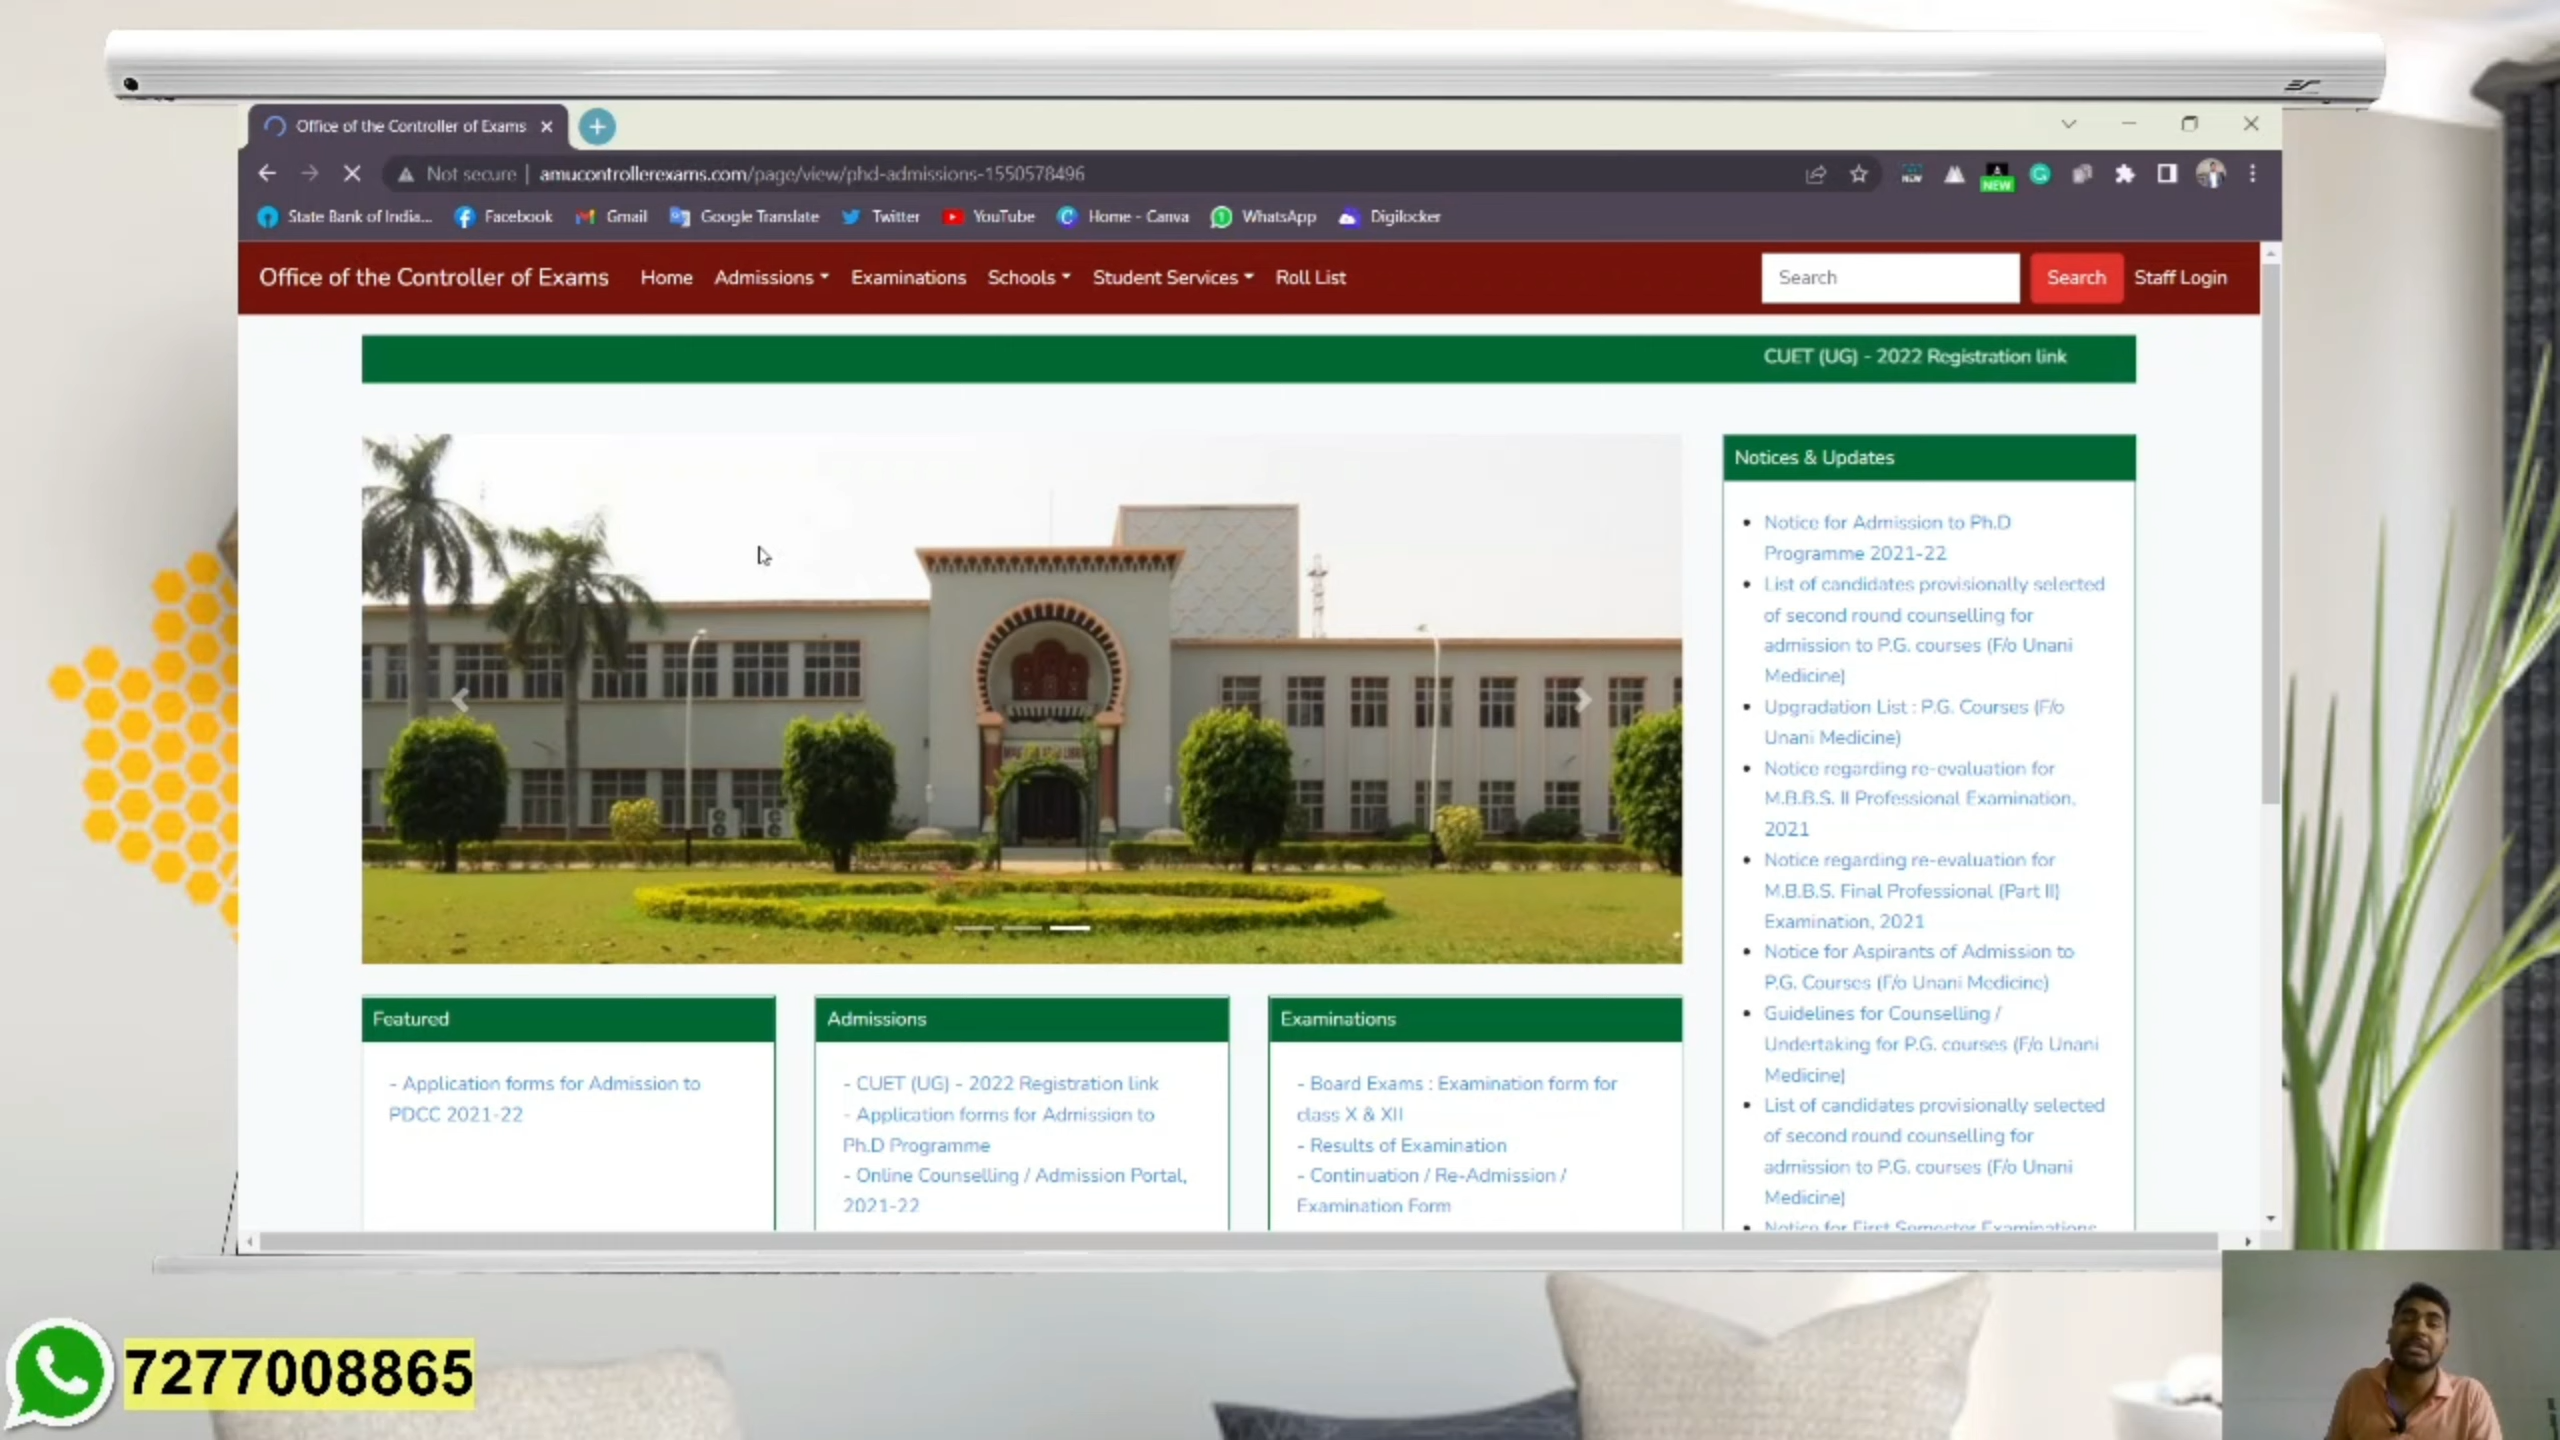 Office of the Controller of Exams
Not secure | amucontrollerexams.com/page/view/phd-admissions-1550578496
NEW
NEW
State Bank of India...
Facebook
Gmail
Google Translate
Twitter
YouTube
Home - Canva
WhatsApp
Digilocker
Office of the Controller of Exams
Home
Admissions
Examinations
Schools
Student Services
Roll List
Search
Search
Staff Login
CUET (UG) - 2022 Registration link
Notices & Updates
Notice for Admission to Ph.D
Programme 2021-22
List of candidates provisionally selected
of second round counselling for
admission to P.G. courses (F/o Unani
Medicine)
Upgradation List : P.G. Courses (F/o
Unani Medicine)
Notice regarding re-evaluation for
M.B.B.S. II Professional Examination,
2021
Notice regarding re-evaluation for
M.B.B.S. Final Professional (Part II)
Examination, 2021
Notice for Aspirants of Admission to
P.G. Courses (F/o Unani Medicine)
Guidelines for Counselling /
Undertaking for P.G. courses (F/o Unani
Medicine)
List of candidates provisionally selected
of second round counselling for
admission to P.G. courses (F/o Unani
Medicine)
Notice for First Semester Examinations
Featured
- Application forms for Admission to
PDCC 2021-22
Admissions
- CUET (UG) - 2022 Registration link
- Application forms for Admission to
Ph.D Programme
- Online Counselling / Admission Portal,
2021-22
Examinations
- Board Exams : Examination form for
class X & XII
- Results of Examination
- Continuation / Re-Admission /
Examination Form
7277008865